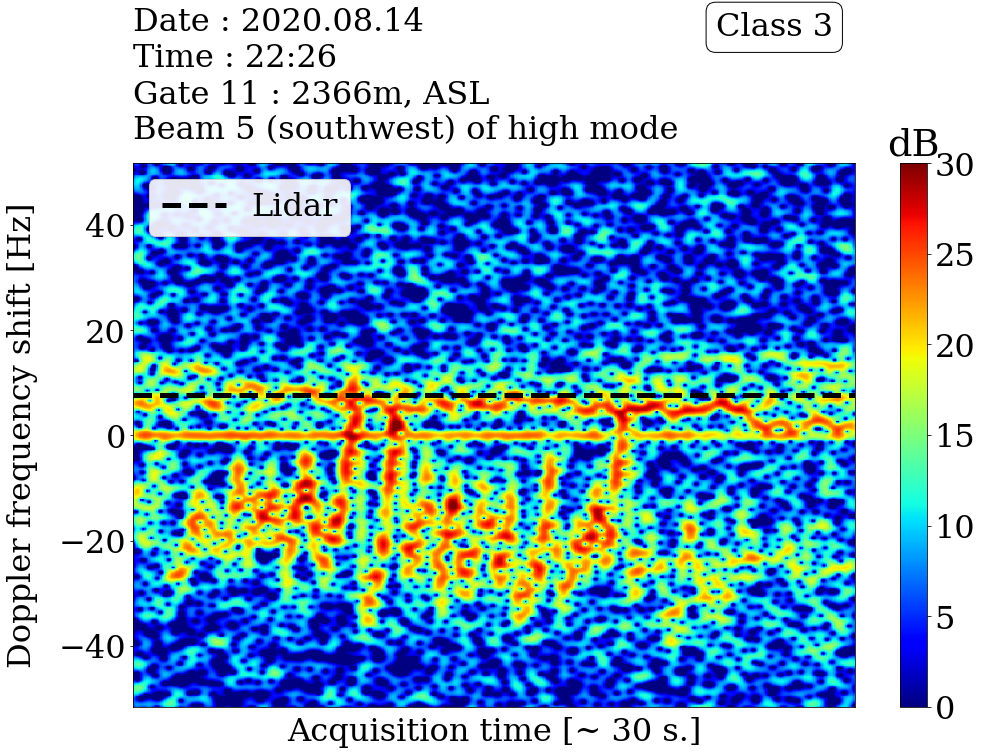 Date : 2020.08.14
Class 3
Time : 22:26
Gate 11 : 2366m, ASL
Beam 5 (southwest) of high mode
dB
Lidar
Doppler frequency shift [Hz]
40
20
0
−20
−40
30
25
20
15
10
5
0
Acquisition time [~ 30 s.]